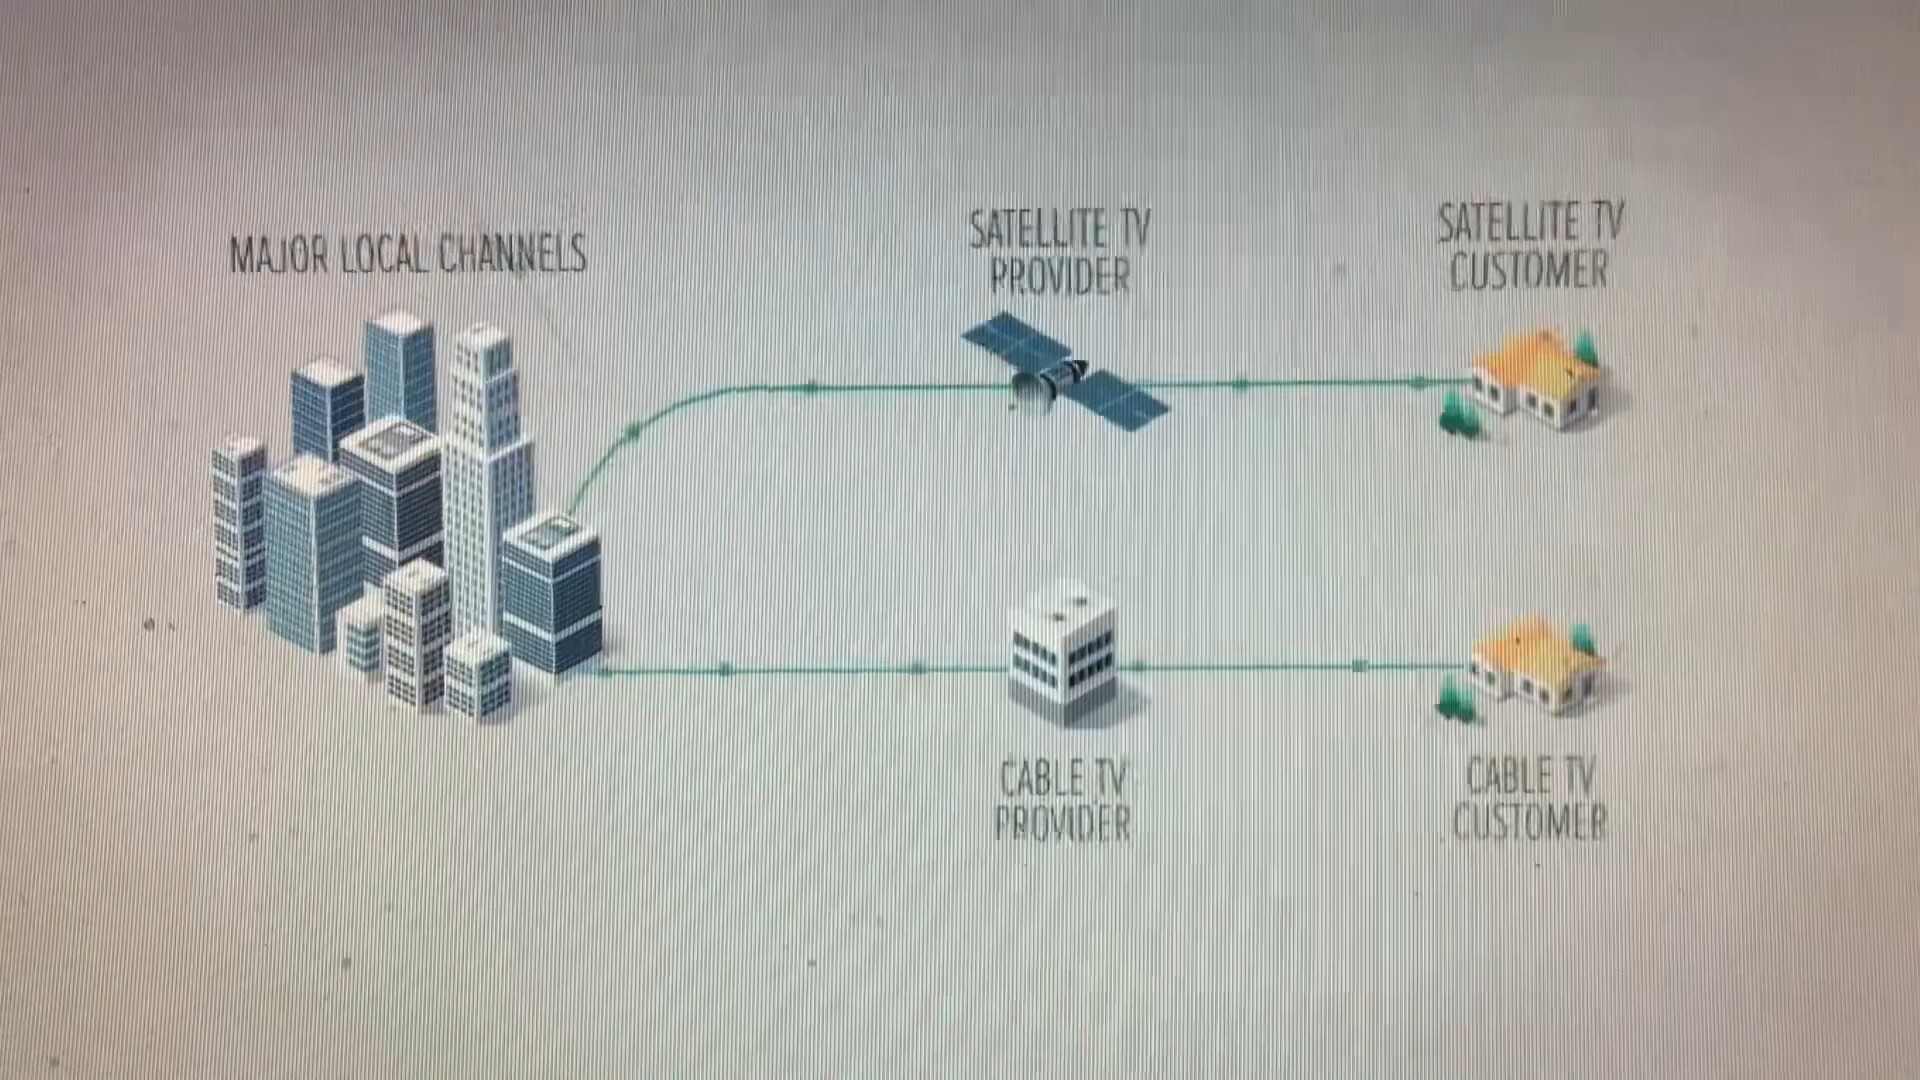 MAJOR LOCAL CHANNELS
SATELLITE TV
PROVIDER
SATELLITE TV
CUSTOMER
CABLE TV
PROVIDER
CABLE TV
CUSTOMER